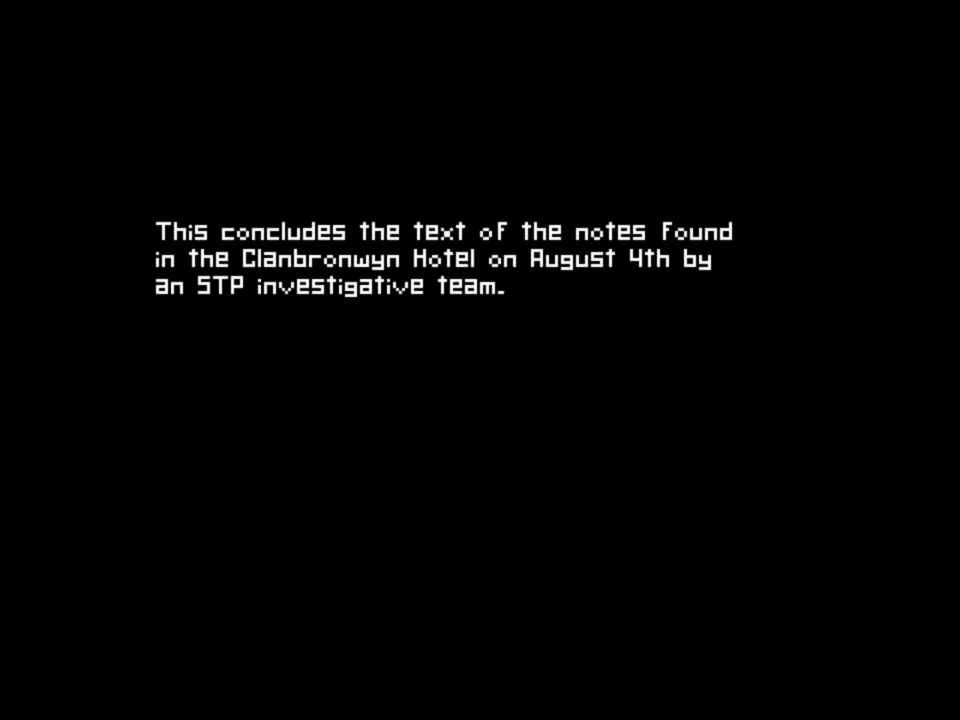 This concludes the text of the notes found
in the Clanbronwyn Hotel on August 4th by
an STP investigative team.